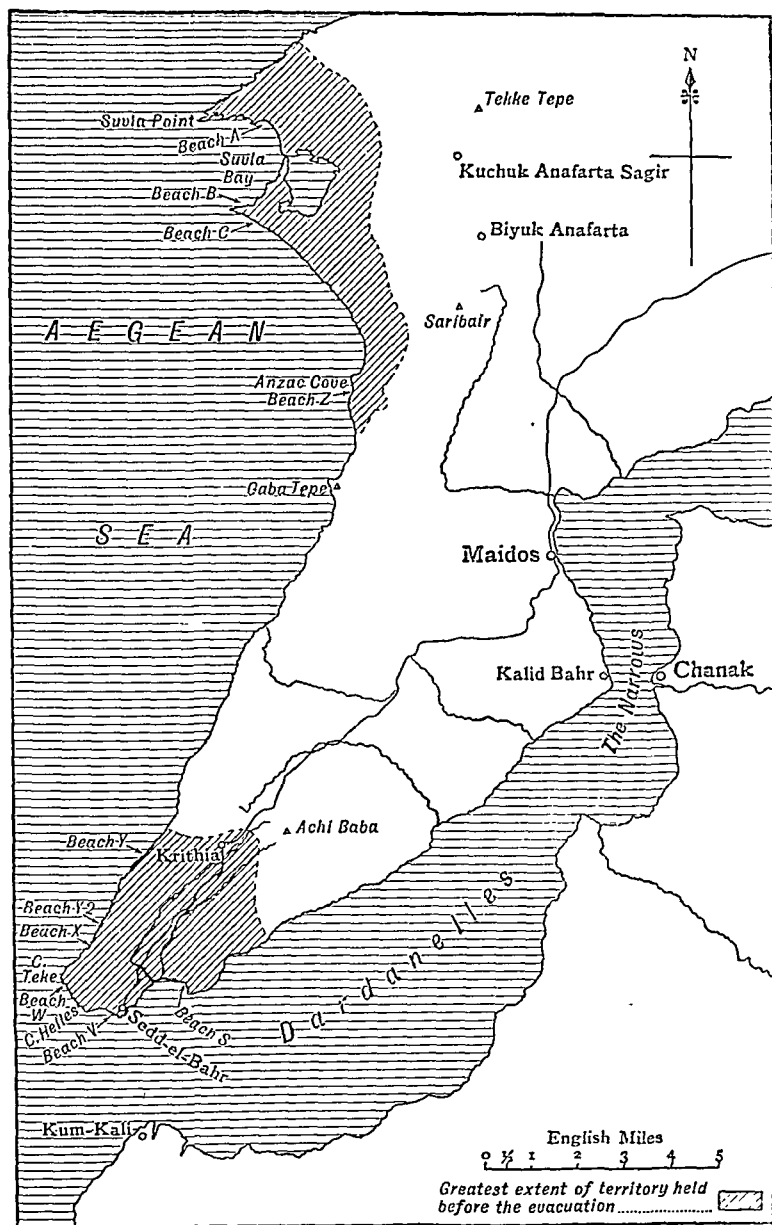 N
Tekke Tepe
Suvla Point
Beach A
Suvla
Bay
Kuchuk Anafarta Sagir
Beach B
Beach C
Biyuk Anafarta
Saribair
AEGEAN
Anzac Cove
Beach Z
Gaba Tepe
SEA
Maidos
Kalid Bahr
Chanak
The Narrows
Beach Y
Krithia
Achi Baba
Beach Y2
Beach X
C.
Teke
Beach
W
C. Helles
Beach V
Sedd-el-Bahr
Beach S
Dardanelles
Kum-Kali
English Miles
0 ½ 1 2 3 4 5
Greatest extent of territory held
before the evacuation